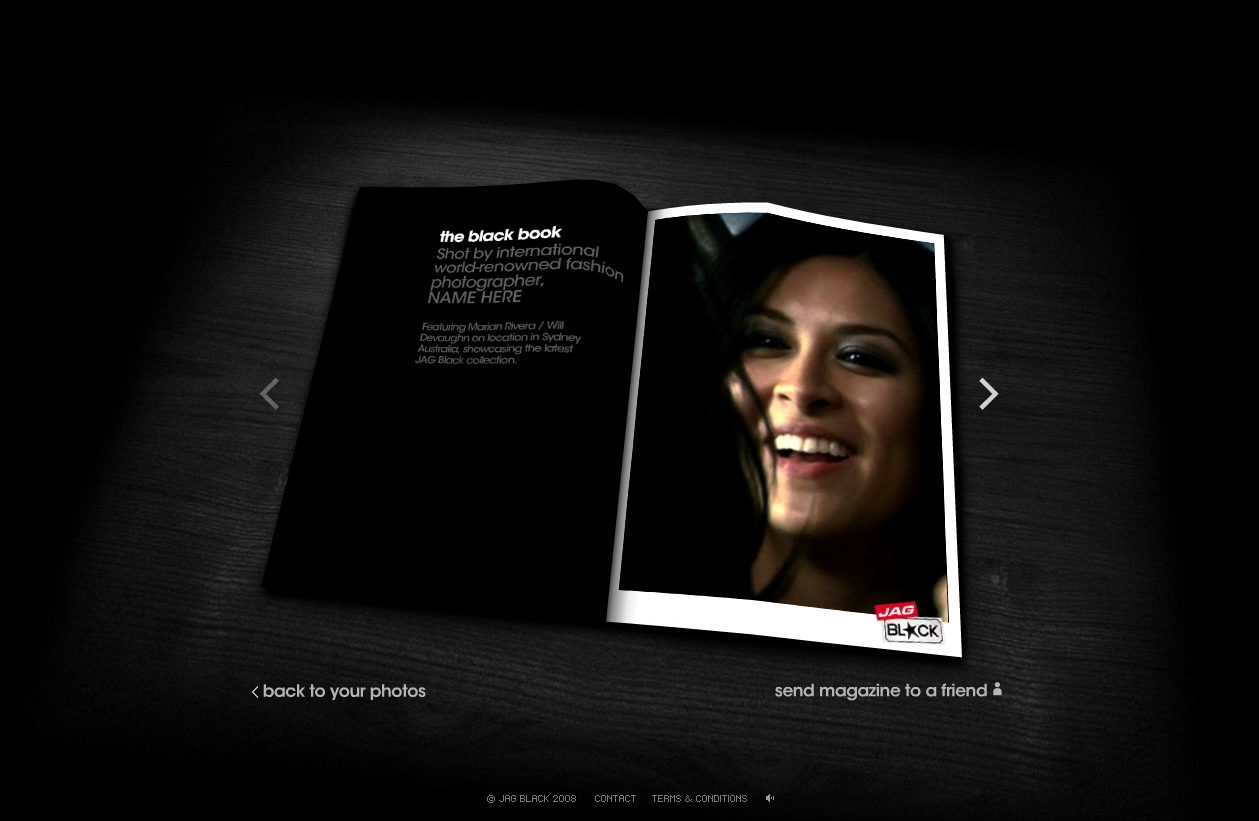 the black book
Shot by international
world-renowned fashion
photographer,
NAME HERE
Featuring Marian Rivera / Will
Devaughn on location in Sydney
Australia, showcasing the latest
JAG Black collection.
JAG
BL★CK
< back to your photos
send magazine to a friend
© JAG BLACK 2008 CONTACT TERMS & CONDITIONS